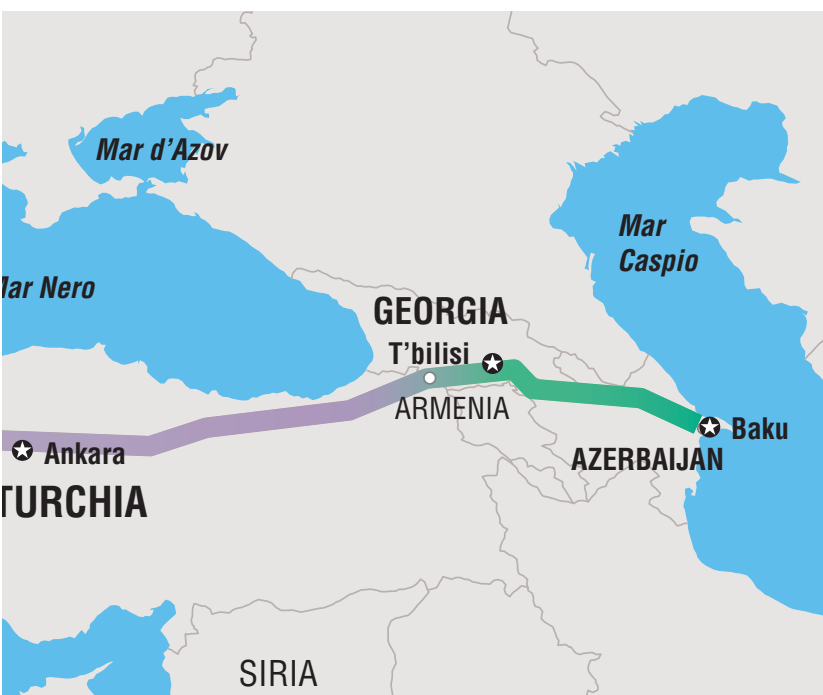 Mar d'Azov
Mar
Caspio
Mar Nero
GEORGIA
T'bilisi
ARMENIA
Baku
Ankara
AZERBAIJAN
TURCHIA
SIRIA